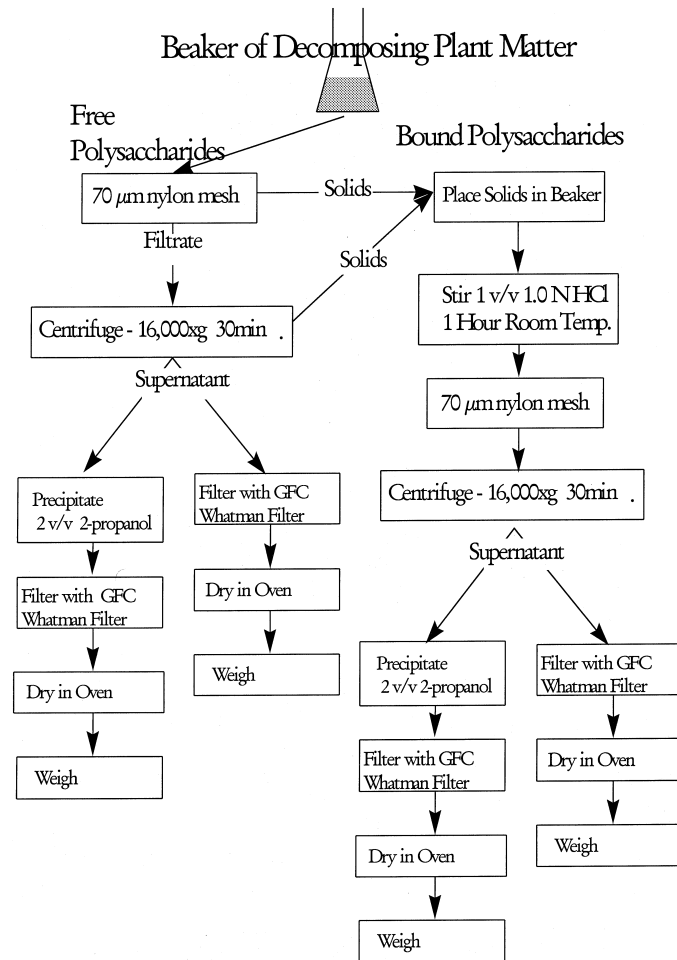 Beaker of Decomposing Plant Matter
Free
Polysaccharides
Bound Polysaccharides
70 μm nylon mesh
Solids
Place Solids in Beaker
Filtrate
Solids
Stir 1 v/v 1.0 N HCl
1 Hour Room Temp.
Centrifuge - 16,000xg 30min .
Supernatant
70 μm nylon mesh
Centrifuge - 16,000xg 30min .
Supernatant
Precipitate
2 v/v 2-propanol
Filter with GFC
Whatman Filter
Dry in Oven
Weigh
Filter with GFC
Whatman Filter
Dry in Oven
Weigh
Precipitate
2 v/v 2-propanol
Filter with GFC
Whatman Filter
Dry in Oven
Weigh
Filter with GFC
Whatman Filter
Dry in Oven
Weigh